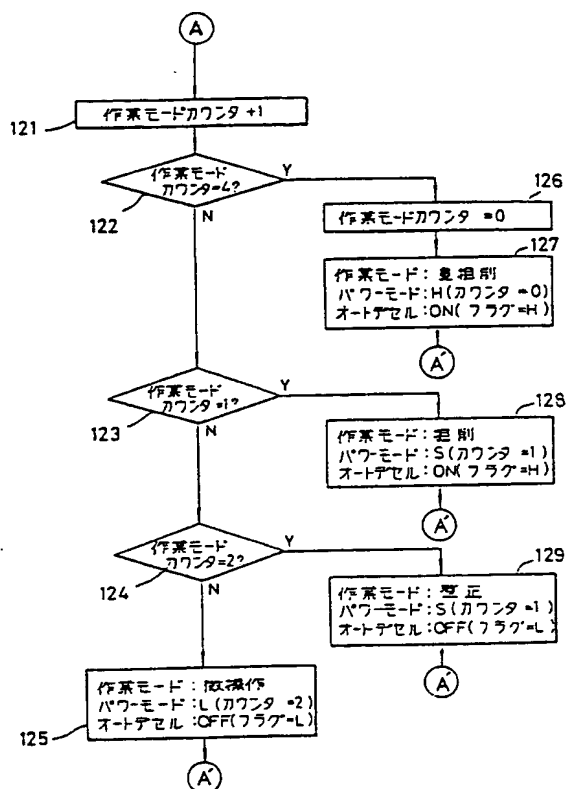 A
121
作業モードカウンタ +1
作業モード
カウンタ=4?
Y
122
N
126
作業モードカウンタ =0
127
作業モード: 重掘削
パワーモード: H(カウンタ=0)
オートデセル: ON(フラグ=H)
A´
作業モード
カウンタ=1?
Y
123
N
128
作業モード: 掘削
パワーモード: S(カウンタ=1)
オートデセル: ON(フラグ=H)
A´
作業モード
カウンタ=2?
Y
124
N
129
作業モード: 整正
パワーモード: S(カウンタ=1)
オートデセル: OFF(フラグ=L)
A´
作業モード: 微操作
パワーモード: L(カウンタ=2)
オートデセル: OFF(フラグ=L)
125
A´